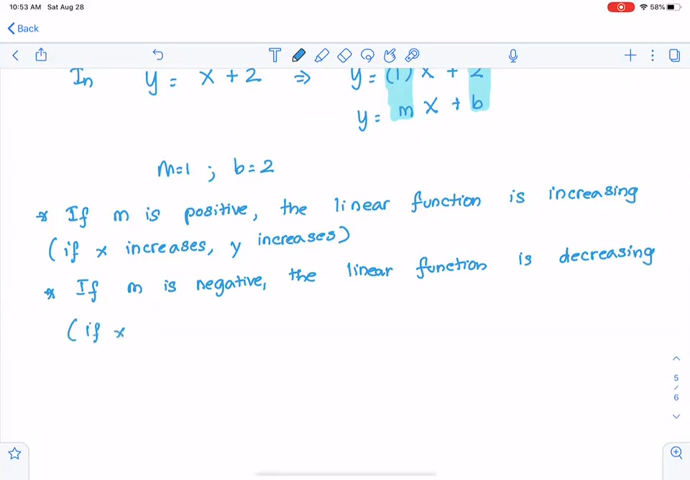 10:53 AM Sat Aug 28
58%
Back
In y = x + 2 ⇒ y = (1) x + 2
y = m x + b
m=1 ; b=2
* If m is positive, the linear function is increasing
(if x increases, y increases)
* If m is negative, the linear function is decreasing
(if x
5
/
6